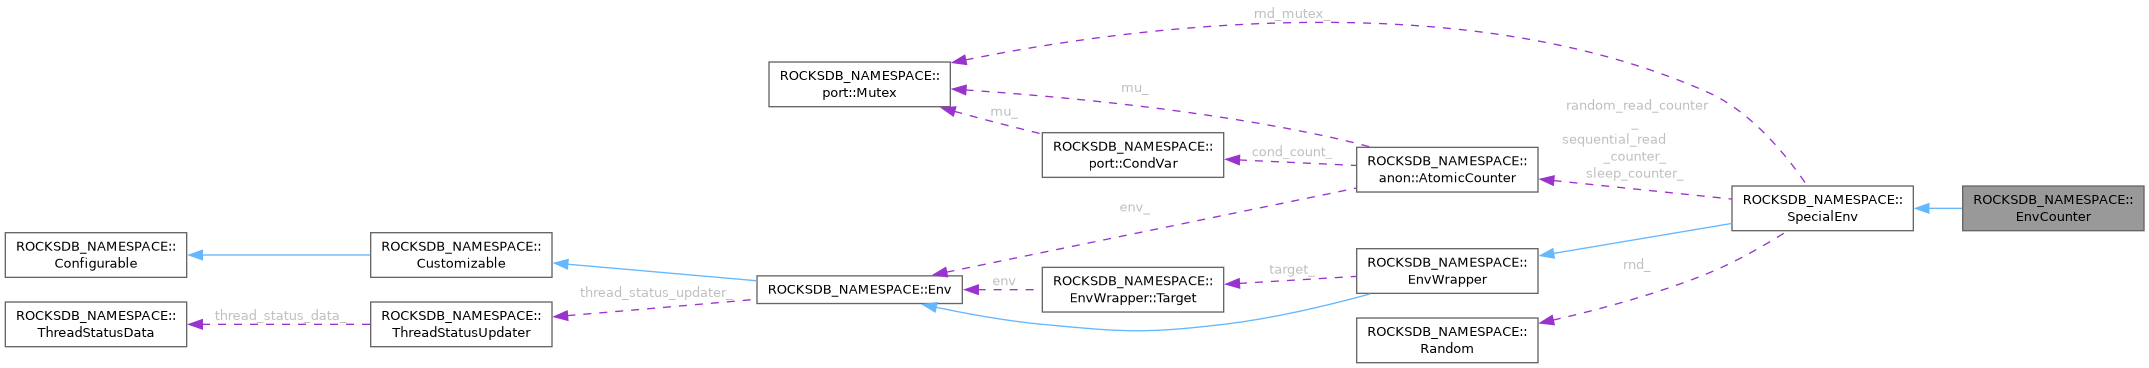 rnd_mutex_
ROCKSDB_NAMESPACE::
port::Mutex
mu_
mu_
random_read_counter
_
sequential_read
_counter_
sleep_counter_
ROCKSDB_NAMESPACE::
port::CondVar
cond_count_
ROCKSDB_NAMESPACE::
anon::AtomicCounter
ROCKSDB_NAMESPACE::
SpecialEnv
ROCKSDB_NAMESPACE::
EnvCounter
env_
ROCKSDB_NAMESPACE::
Configurable
ROCKSDB_NAMESPACE::
Customizable
ROCKSDB_NAMESPACE::Env
env
ROCKSDB_NAMESPACE::
EnvWrapper::Target
target_
ROCKSDB_NAMESPACE::
EnvWrapper
rnd_
thread_status_updater_
ROCKSDB_NAMESPACE::
ThreadStatusData
thread_status_data_
ROCKSDB_NAMESPACE::
ThreadStatusUpdater
ROCKSDB_NAMESPACE::
Random